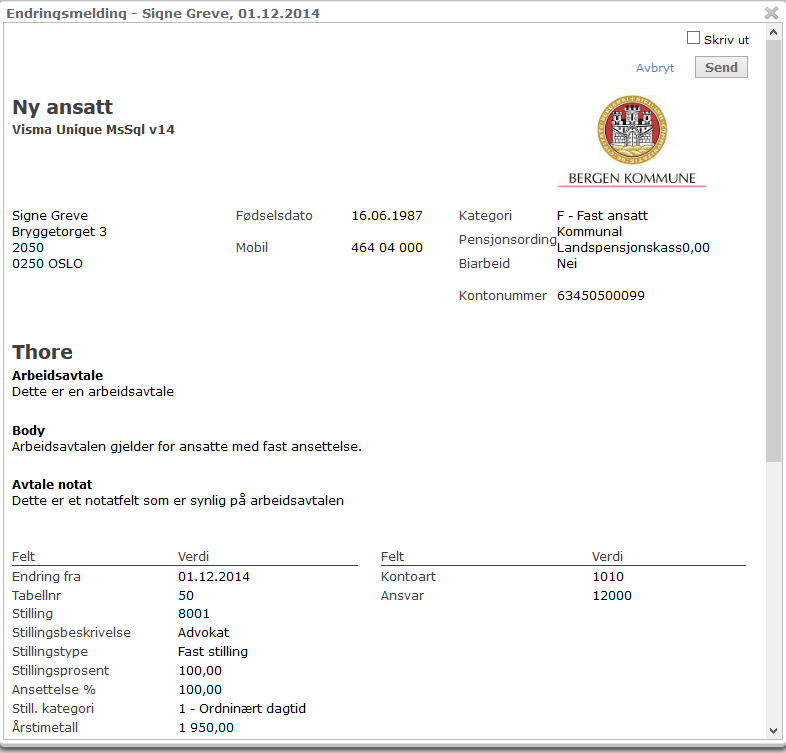 Endringsmelding - Signe Greve, 01.12.2014
Skriv ut
Avbryt Send
Ny ansatt
Visma Unique MsSql v14
BERGEN KOMMUNE
Signe Greve Fødselsdato 16.06.1987 Kategori F - Fast ansatt
Bryggetorget 3 Kommunal
Pensjonsording
2050 Mobil 464 04 000 Landspensjonskass0,00
0250 OSLO Biarbeid Nei
Kontonummer 63450500099
Thore
Arbeidsavtale
Dette er en arbeidsavtale
Body
Arbeidsavtalen gjelder for ansatte med fast ansettelse.
Avtale notat
Dette er et notatfelt som er synlig på arbeidsavtalen
Felt Verdi Felt Verdi
Endring fra 01.12.2014 Kontoart 1010
Tabellnr 50 Ansvar 12000
Stilling 8001
Stillingsbeskrivelse Advokat
Stillingstype Fast stilling
Stillingsprosent 100,00
Ansettelse % 100,00
Still. kategori 1 - Ordninært dagtid
Årstimetall 1 950,00